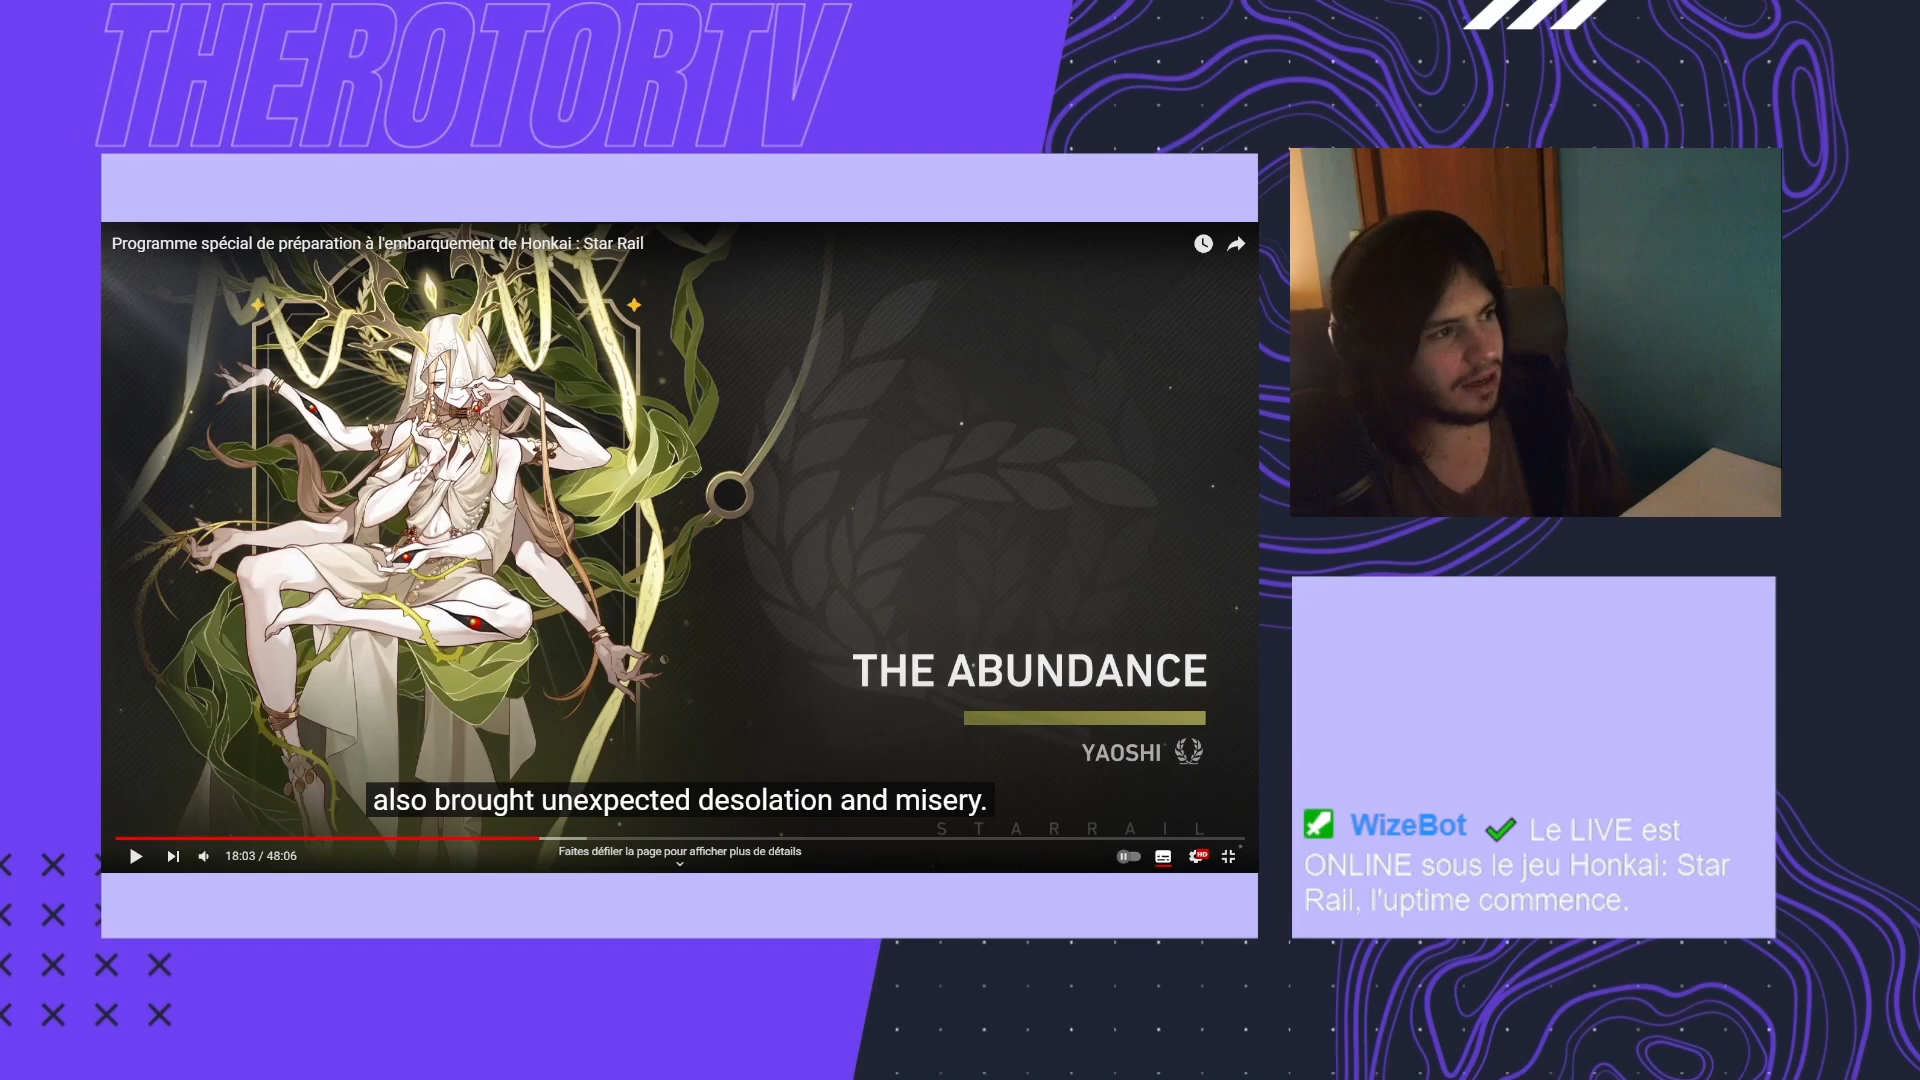 THEROTORTV
Programme spécial de préparation à l'embarquement de Honkai : Star Rail
THE ABUNDANCE
YAOSHI
also brought unexpected desolation and misery.
STARRAIL
18:03 / 48:06
Faites défiler la page pour afficher plus de détails
HD
WizeBot Le LIVE est
ONLINE sous le jeu Honkai: Star
Rail, l'uptime commence.